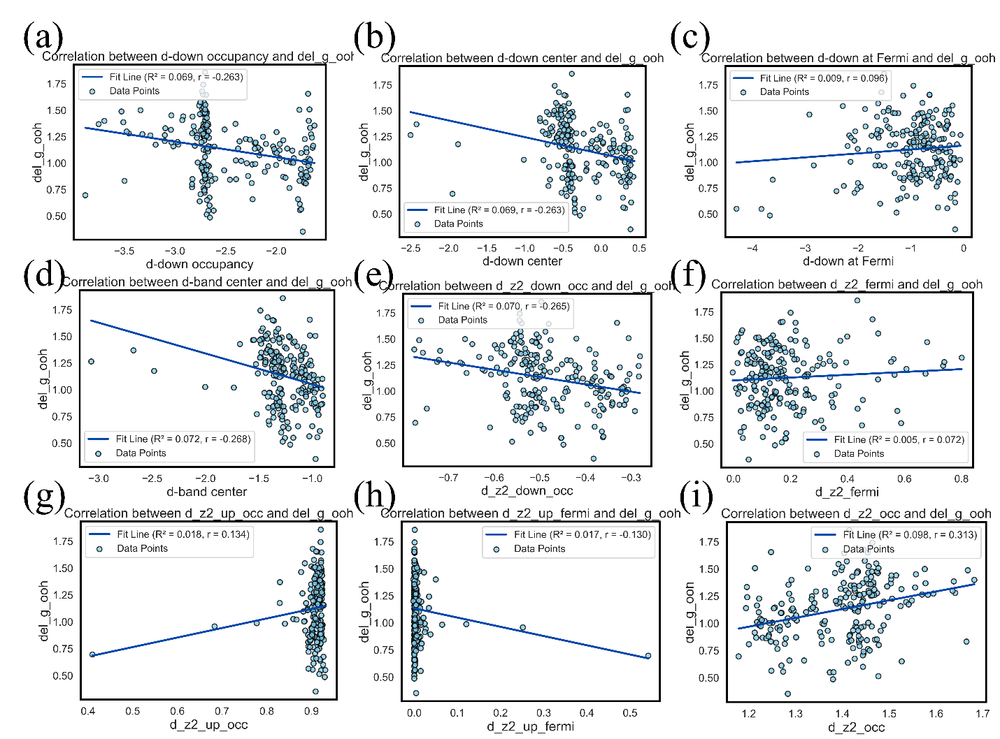 (a)
Correlation between d-down occupancy and del_g_ooh
Fit Line (R² = 0.069, r = -0.263)
Data Points
del_g_ooh
1.75
1.50
1.25
1.00
0.75
0.50
−3.5
−3.0
−2.5
−2.0
d-down occupancy
(b)
Correlation between d-down center and del_g_ooh
Fit Line (R² = 0.069, r = -0.263)
Data Points
del_g_ooh
1.75
1.50
1.25
1.00
0.75
0.50
−2.5
−2.0
−1.5
−1.0
−0.5
0.0
0.5
d-down center
(c)
Correlation between d-down at Fermi and del_g_ooh
Fit Line (R² = 0.009, r = 0.096)
Data Points
del_g_ooh
1.75
1.50
1.25
1.00
0.75
0.50
−4
−3
−2
−1
0
d-down at Fermi
(d)
Correlation between d-band center and del_g_ooh
Fit Line (R² = 0.072, r = -0.268)
Data Points
del_g_ooh
1.75
1.50
1.25
1.00
0.75
0.50
−3.0
−2.5
−2.0
−1.5
−1.0
d-band center
(e)
Correlation between d_z2_down_occ and del_g_ooh
Fit Line (R² = 0.070, r = -0.265)
Data Points
del_g_ooh
1.75
1.50
1.25
1.00
0.75
0.50
−0.7
−0.6
−0.5
−0.4
−0.3
d_z2_down_occ
(f)
Correlation between d_z2_fermi and del_g_ooh
Fit Line (R² = 0.005, r = 0.072)
Data Points
del_g_ooh
1.75
1.50
1.25
1.00
0.75
0.50
0.0
0.2
0.4
0.6
0.8
d_z2_fermi
(g)
Correlation between d_z2_up_occ and del_g_ooh
Fit Line (R² = 0.018, r = 0.134)
Data Points
del_g_ooh
1.75
1.50
1.25
1.00
0.75
0.50
0.4
0.5
0.6
0.7
0.8
0.9
d_z2_up_occ
(h)
Correlation between d_z2_up_fermi and del_g_ooh
Fit Line (R² = 0.017, r = -0.130)
Data Points
del_g_ooh
1.75
1.50
1.25
1.00
0.75
0.50
0.0
0.1
0.2
0.3
0.4
0.5
d_z2_up_fermi
(i)
Correlation between d_z2_occ and del_g_ooh
Fit Line (R² = 0.098, r = 0.313)
Data Points
del_g_ooh
1.75
1.50
1.25
1.00
0.75
0.50
1.2
1.3
1.4
1.5
1.6
1.7
d_z2_occ